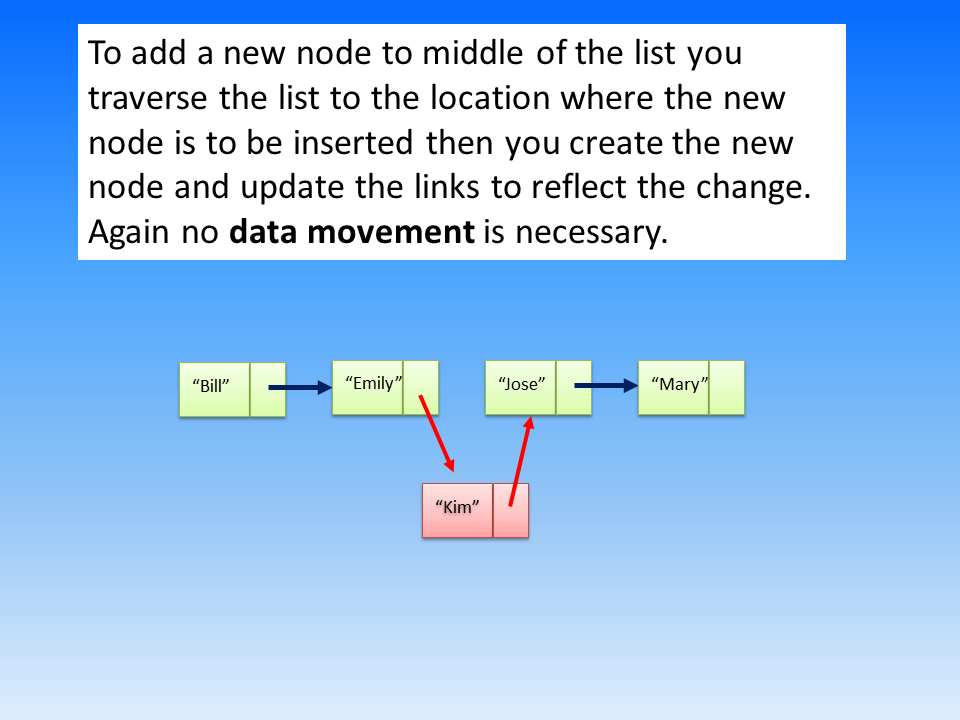 To add a new node to middle of the list you
traverse the list to the location where the new
node is to be inserted then you create the new
node and update the links to reflect the change.
Again no data movement is necessary.
“Bill”
“Emily”
“Jose”
“Mary”
“Kim”